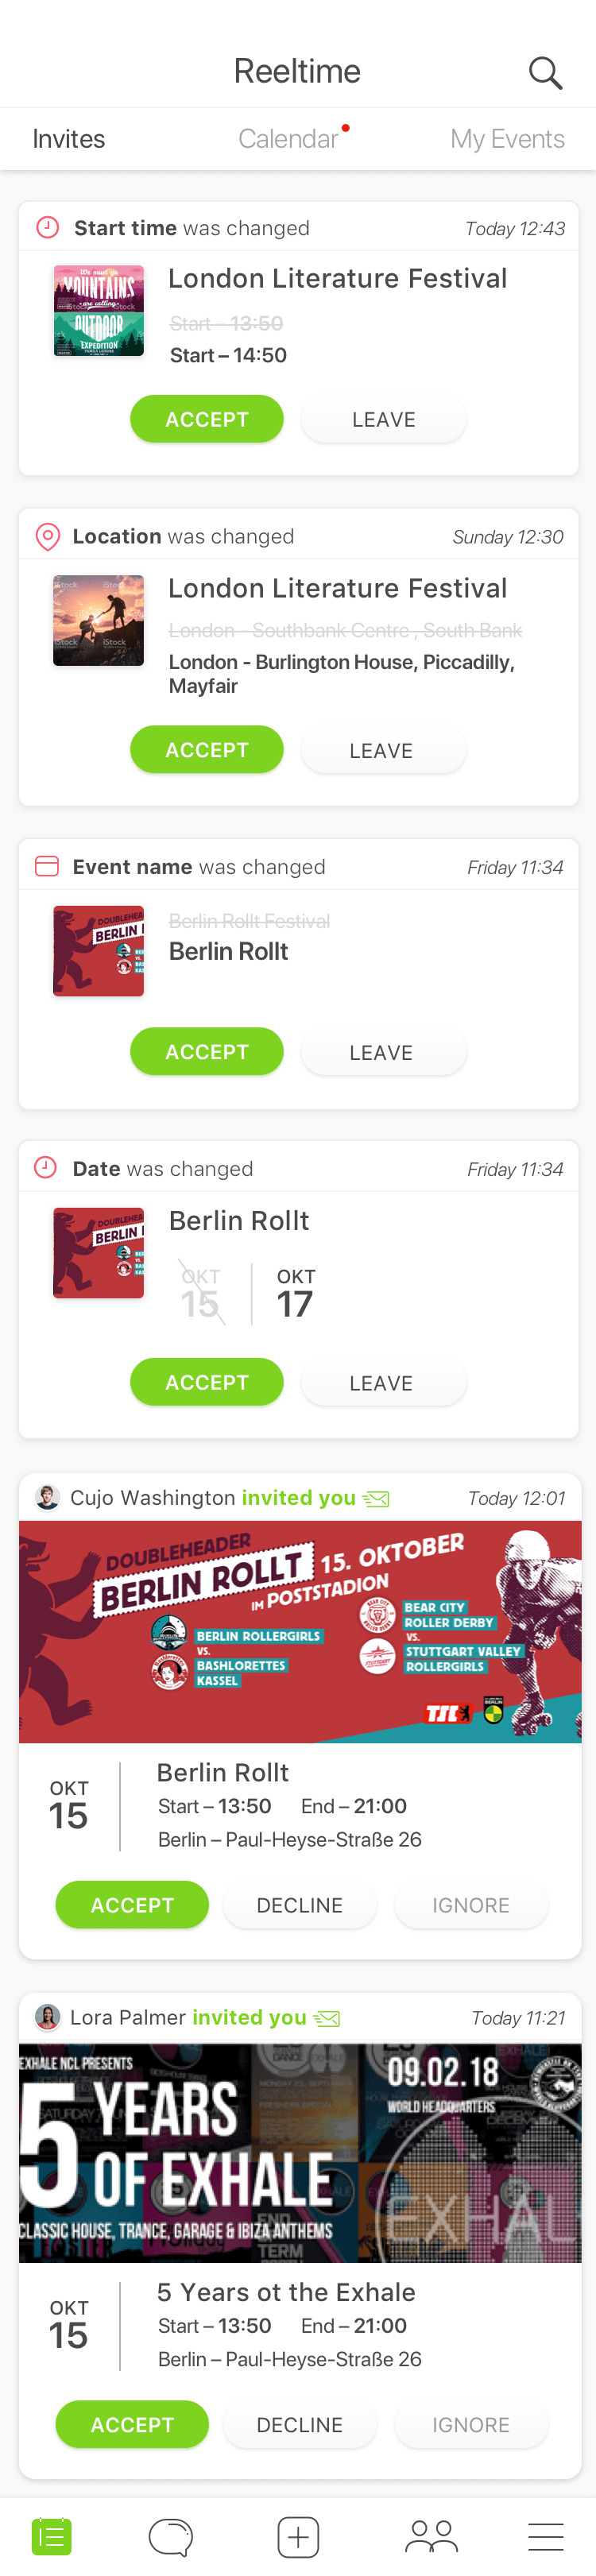 Reeltime
Invites
Calendar
My Events
Start time was changed
Today 12:43
We must go
MOUNTAINS
are calling
iStock
OUTDOOR
EXPEDITION
London Literature Festival
Start – 13:50
Start – 14:50
ACCEPT
LEAVE
Location was changed
Sunday 12:30
iStock
iStock
iStock
London Literature Festival
London - Southbank Centre , South Bank
London - Burlington House, Piccadilly,
Mayfair
ACCEPT
LEAVE
Event name was changed
Friday 11:34
DOUBLEHEADER
BERLIN R
Berlin Rollt Festival
Berlin Rollt
ACCEPT
LEAVE
Date was changed
Friday 11:34
DOUBLEHEADER
BERLIN R
Berlin Rollt
OKT
15
OKT
17
ACCEPT
LEAVE
Cujo Washington invited you
Today 12:01
DOUBLEHEADER
BERLIN ROLLT
15. OKTOBER
IM POSTSTADION
BERLIN ROLLERGIRLS
VS.
BASHLORETTES
KASSEL
BEAR CITY
ROLLER DERBY
VS.
STUTTGART VALLEY
ROLLERGIRLS
OKT
15
Berlin Rollt
Start – 13:50 End – 21:00
Berlin – Paul-Heyse-Straße 26
ACCEPT
DECLINE
IGNORE
Lora Palmer invited you
Today 11:21
EXHALE NCL PRESENTS
5 YEARS
OF EXHALE
CLASSIC HOUSE, TRANCE, GARAGE & IBIZA ANTHEMS
09.02.18
WORLD HEADQUARTERS
EXHAL
OKT
15
5 Years ot the Exhale
Start – 13:50 End – 21:00
Berlin – Paul-Heyse-Straße 26
ACCEPT
DECLINE
IGNORE